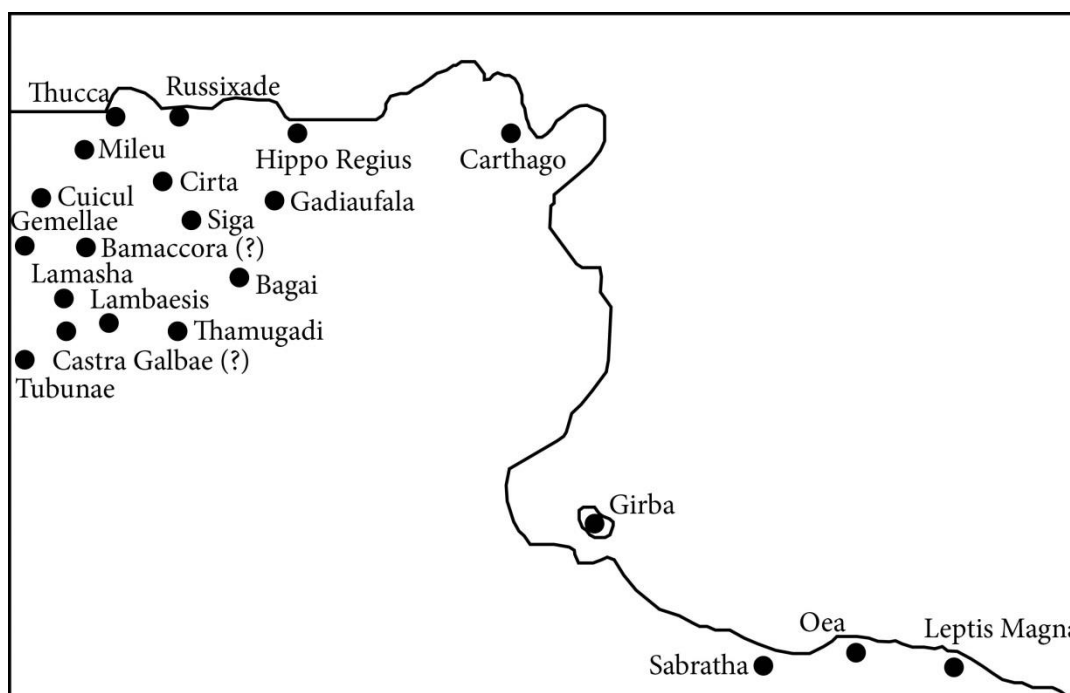 Thucca
Russixade
Mileu
Hippo Regius
Carthago
Cirta
Cuicul
Gadiaufala
Gemellae
Siga
Bamaccora (?)
Lamasha
Bagai
Lambaesis
Thamugadi
Castra Galbae (?)
Tubunae
Girba
Oea
Leptis Magna
Sabratha